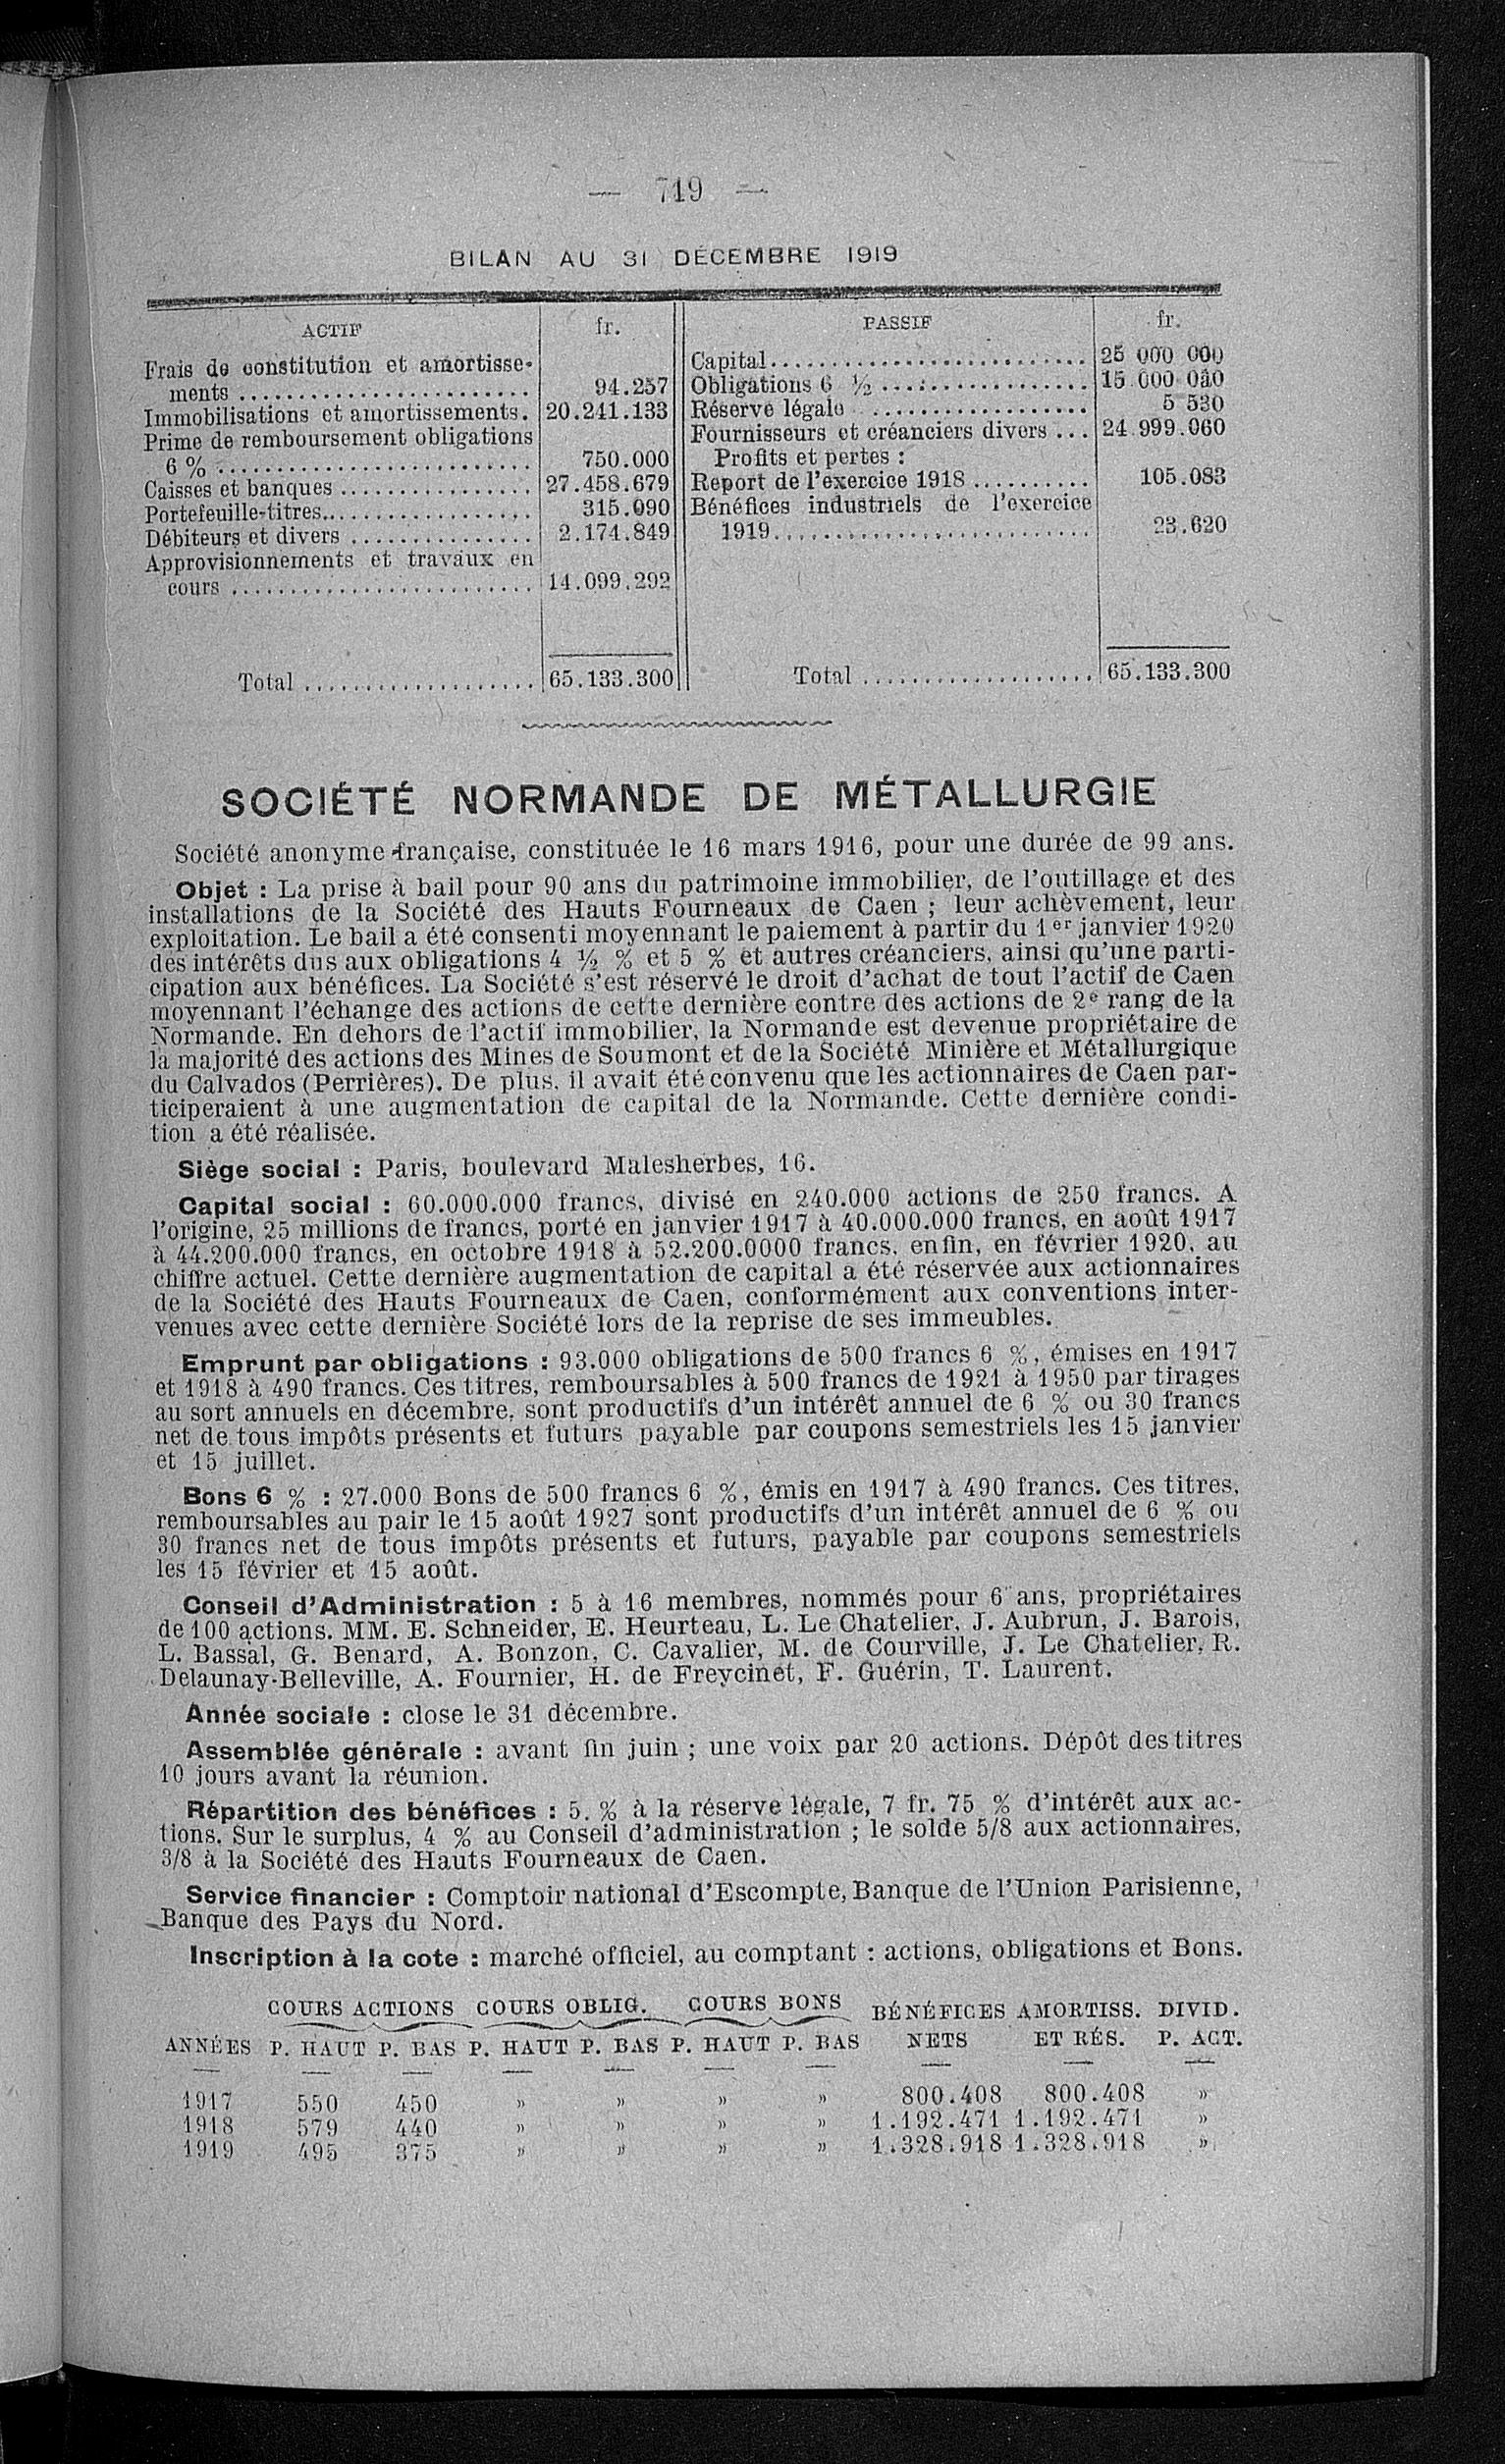 — 719 —
BILAN AU 31 DÉCEMBRE 1919
ACTIF fr.
Frais de constitution et amortisse-
ments ........................ 94.257
Immobilisations et amortissements. 20.241.133
Prime de remboursement obligations
6 % .......................... 750.000
Caisses et banques ................ 27.458.679
Portefeuille-titres.................. 315.090
Débiteurs et divers ............... 2.174.849
Approvisionnements et travaux en
cours ......................... 14.099.292
Total ................... 65.133.300
PASSIF fr.
Capital.......................... 25 000 000
Obligations 6 ½ ................. 15.000 000
Réserve légale .................. 5 530
Fournisseurs et créanciers divers ... 24.999.060
Profits et pertes :
Report de l'exercice 1918 .......... 105.083
Bénéfices industriels de l'exercice
1919.......................... 23.620
Total ................... 65.133.300
SOCIÉTÉ NORMANDE DE MÉTALLURGIE
Société anonyme française, constituée le 16 mars 1916, pour une durée de 99 ans.
Objet : La prise à bail pour 90 ans du patrimoine immobilier, de l'outillage et des
installations de la Société des Hauts Fourneaux de Caen ; leur achèvement, leur
exploitation. Le bail a été consenti moyennant le paiement à partir du 1er janvier 1920
des intérêts dus aux obligations 4 ½ % et 5 % et autres créanciers, ainsi qu'une parti-
cipation aux bénéfices. La Société s'est réservé le droit d'achat de tout l'actif de Caen
moyennant l'échange des actions de cette dernière contre des actions de 2e rang de la
Normande. En dehors de l'actif immobilier, la Normande est devenue propriétaire de
la majorité des actions des Mines de Soumont et de la Société Minière et Métallurgique
du Calvados (Perrières). De plus, il avait été convenu que les actionnaires de Caen par-
ticiperaient à une augmentation de capital de la Normande. Cette dernière condi-
tion a été réalisée.
Siège social : Paris, boulevard Malesherbes, 16.
Capital social : 60.000.000 francs, divisé en 240.000 actions de 250 francs. A
l'origine, 25 millions de francs, porté en janvier 1917 à 40.000.000 francs, en août 1917
à 44.200.000 francs, en octobre 1918 à 52.200.0000 francs, enfin, en février 1920, au
chiffre actuel. Cette dernière augmentation de capital a été réservée aux actionnaires
de la Société des Hauts Fourneaux de Caen, conformément aux conventions inter-
venues avec cette dernière Société lors de la reprise de ses immeubles.
Emprunt par obligations : 93.000 obligations de 500 francs 6 %, émises en 1917
et 1918 à 490 francs. Ces titres, remboursables à 500 francs de 1921 à 1950 par tirages
au sort annuels en décembre, sont productifs d'un intérêt annuel de 6 % ou 30 francs
net de tous impôts présents et futurs payable par coupons semestriels les 15 janvier
et 15 juillet.
Bons 6 % : 27.000 Bons de 500 francs 6 %, émis en 1917 à 490 francs. Ces titres,
remboursables au pair le 15 août 1927 sont productifs d'un intérêt annuel de 6 % ou
30 francs net de tous impôts présents et futurs, payable par coupons semestriels
les 15 février et 15 août.
Conseil d'Administration : 5 à 16 membres, nommés pour 6 ans, propriétaires
de 100 actions. MM. E. Schneider, E. Heurteau, L. Le Chatelier, J. Aubrun, J. Barois,
L. Bassal, G. Benard, A. Bonzon, C. Cavalier, M. de Courville, J. Le Chatelier, R.
Delaunay-Belleville, A. Fournier, H. de Freycinet, F. Guérin, T. Laurent.
Année sociale : close le 31 décembre.
Assemblée générale : avant fin juin ; une voix par 20 actions. Dépôt des titres
10 jours avant la réunion.
Répartition des bénéfices : 5. % à la réserve légale, 7 fr. 75 % d'intérêt aux ac-
tions. Sur le surplus, 4 % au Conseil d'administration ; le solde 5/8 aux actionnaires,
3/8 à la Société des Hauts Fourneaux de Caen.
Service financier : Comptoir national d'Escompte, Banque de l'Union Parisienne,
Banque des Pays du Nord.
Inscription à la cote : marché officiel, au comptant : actions, obligations et Bons.
COURS ACTIONS COURS OBLIG. COURS BONS BÉNÉFICES AMORTISS. DIVID.
ANNÉES P. HAUT P. BAS P. HAUT P. BAS P. HAUT P. BAS NETS ET RÉS. P. ACT.
1917 550 450 » » » » 800.408 800.408 »
1918 579 440 » » » » 1.192.471 1.192.471 »
1919 495 375 » » » » 1.328.918 1.328.918 »